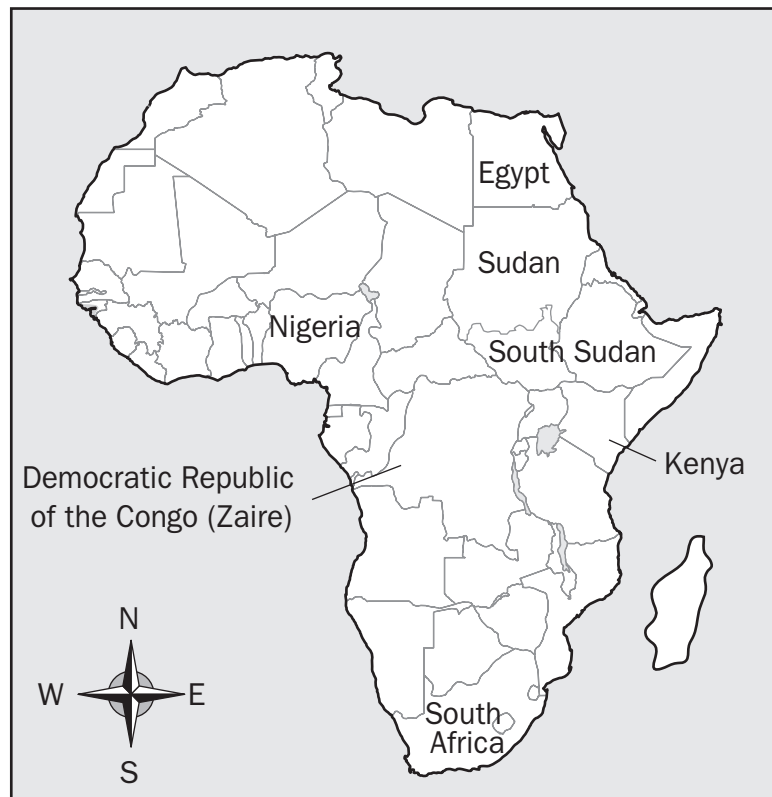 Egypt
Sudan
Nigeria
South Sudan
Democratic Republic
of the Congo (Zaire)
Kenya
N
W
E
S
South
Africa